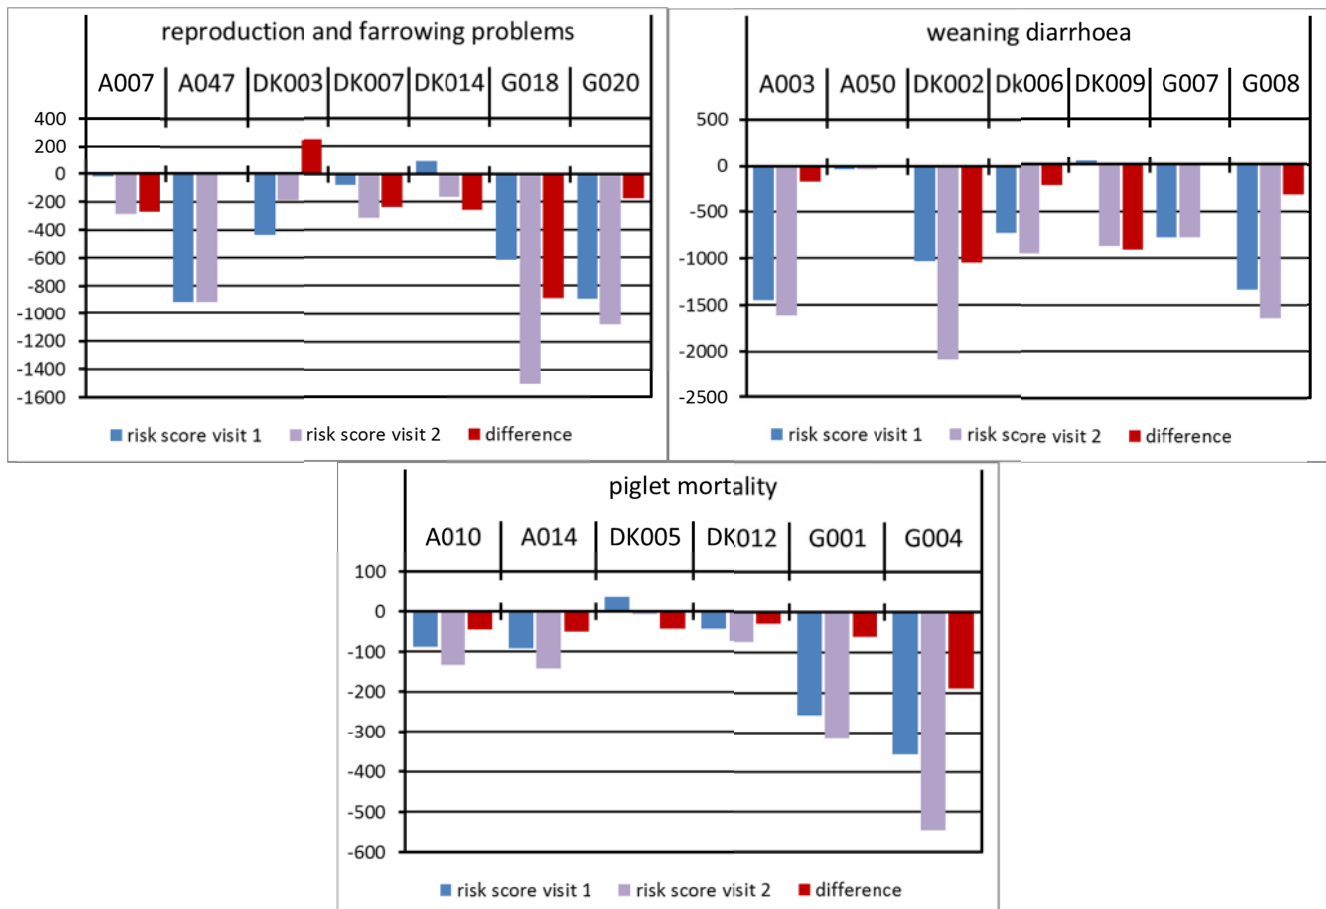 reproduction and farrowing problems
A007 A047 DK003 DK007 DK014 G018 G020
400
200
0
-200
-400
-600
-800
-1000
-1200
-1400
-1600
risk score visit 1 risk score visit 2 difference
weaning diarrhoea
A003 A050 DK002 Dk006 DK009 G007 G008
500
0
-500
-1000
-1500
-2000
-2500
risk score visit 1 risk score visit 2 difference
piglet mortality
A010 A014 DK005 DK012 G001 G004
100
0
-100
-200
-300
-400
-500
-600
risk score visit 1 risk score visit 2 difference